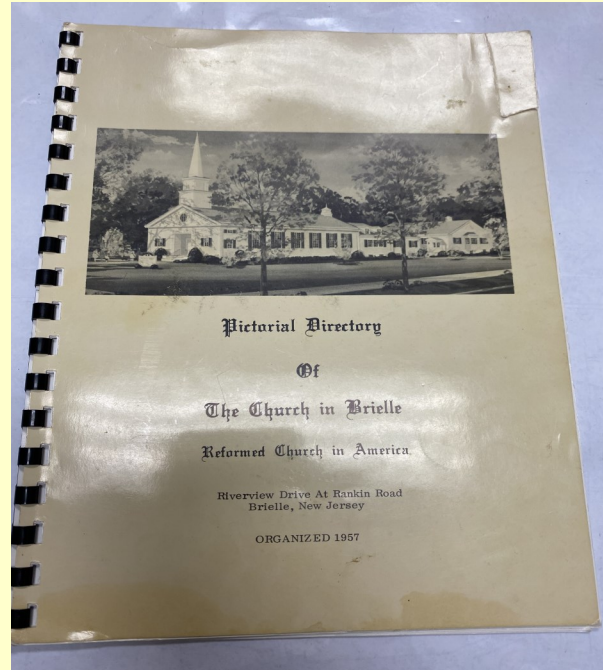 Pictorial Directory
Of
The Church in Brielle
Reformed Church in America
Riverview Drive At Rankin Road
Brielle, New Jersey
ORGANIZED 1957